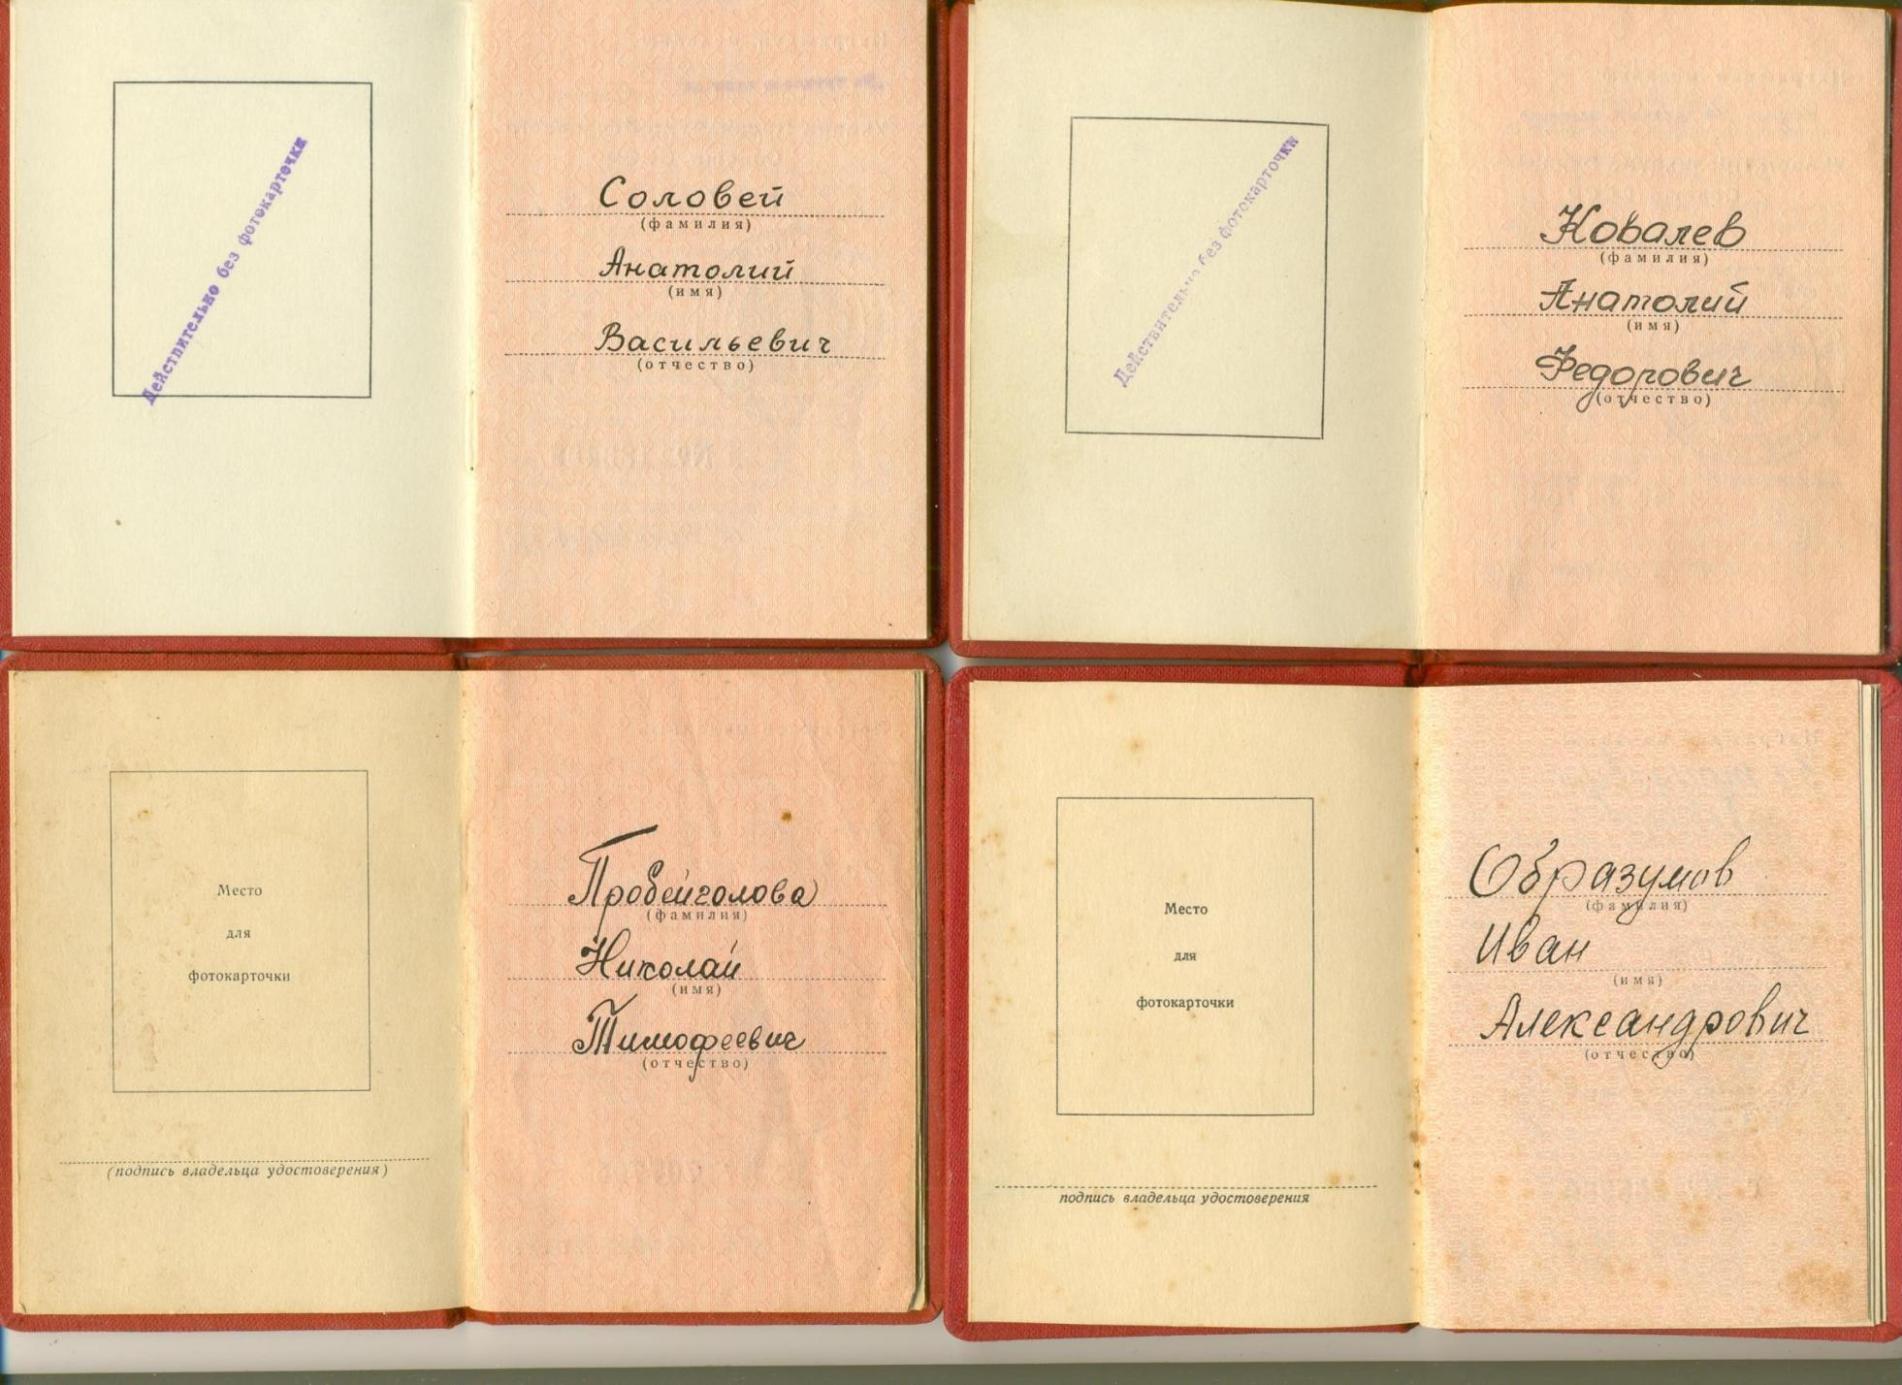 Действительно без фотокарточки
Соловей
(фамилия)
Анатолий
(имя)
Васильевич
(отчество)
Действительно без фотокарточки
Ковалев
(фамилия)
Анатолий
(имя)
Федорович
(отчество)
Место
для
фотокарточки
(подпись владельца удостоверения)
Пробейголова
(фамилия)
Николай
(имя)
Тимофеевич
(отчество)
Место
для
фотокарточки
подпись владельца удостоверения
Образумов
(фамилия)
Иван
(имя)
Александрович
(отчество)